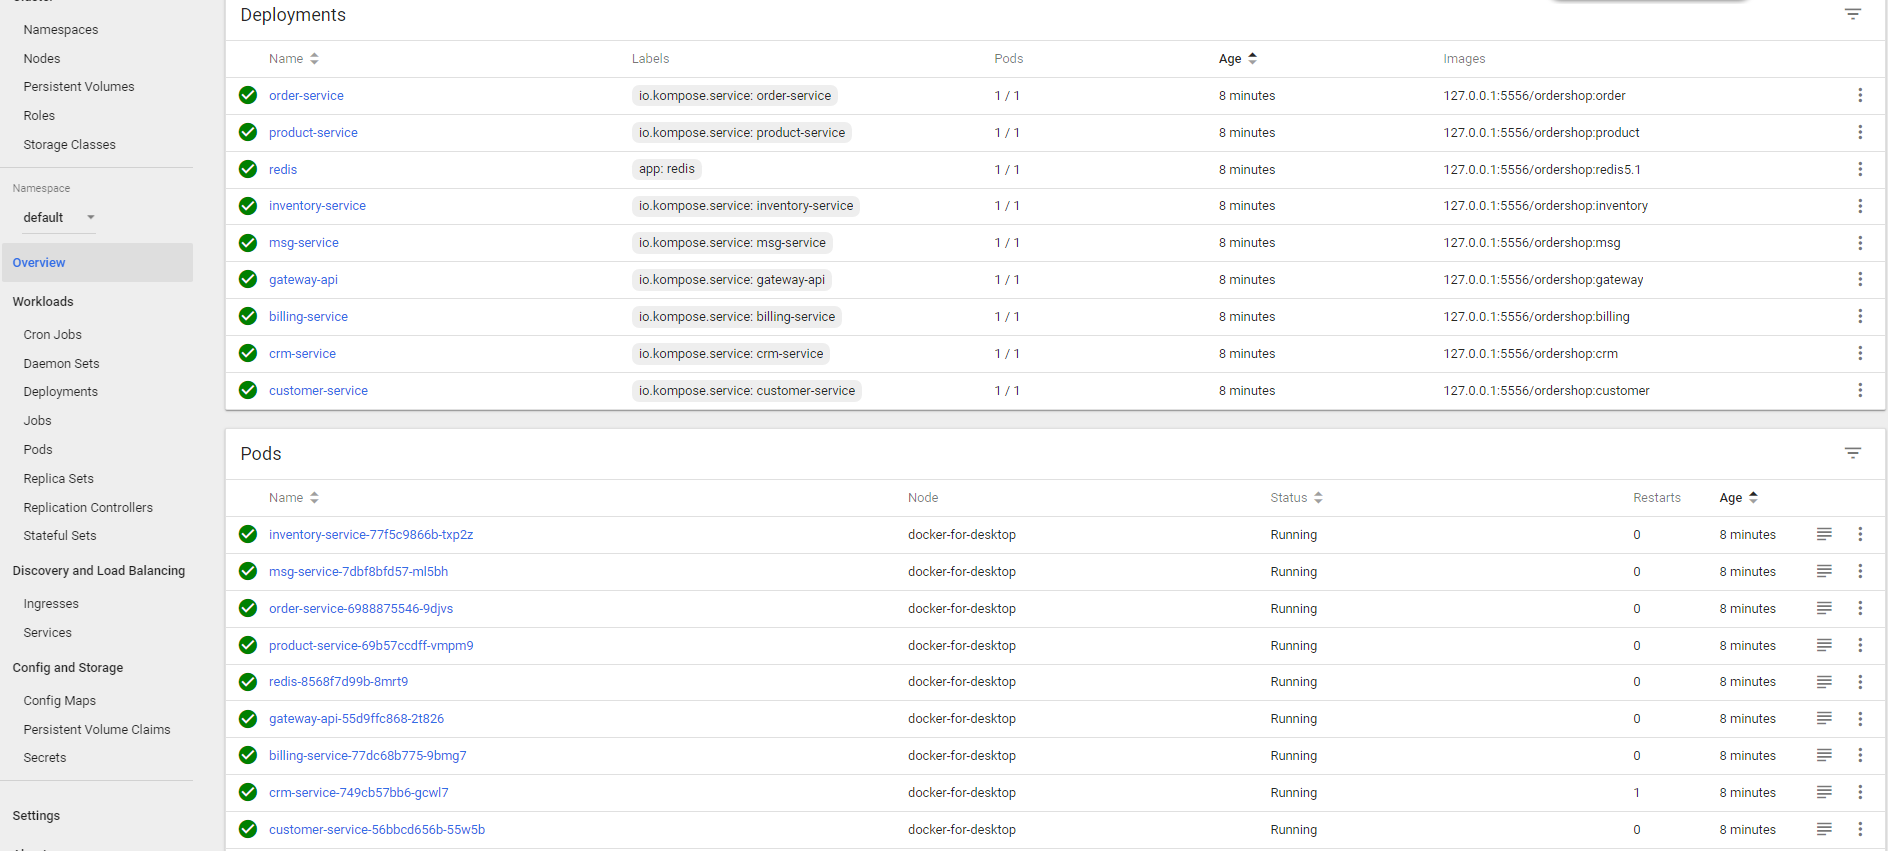 Namespaces
Nodes
Persistent Volumes
Roles
Storage Classes
Namespace
default
Overview
Workloads
Cron Jobs
Daemon Sets
Deployments
Jobs
Pods
Replica Sets
Replication Controllers
Stateful Sets
Discovery and Load Balancing
Ingresses
Services
Config and Storage
Config Maps
Persistent Volume Claims
Secrets
Settings
Deployments
Name Labels Pods Age Images
order-service io.kompose.service: order-service 1 / 1 8 minutes 127.0.0.1:5556/ordershop:order
product-service io.kompose.service: product-service 1 / 1 8 minutes 127.0.0.1:5556/ordershop:product
redis app: redis 1 / 1 8 minutes 127.0.0.1:5556/ordershop:redis5.1
inventory-service io.kompose.service: inventory-service 1 / 1 8 minutes 127.0.0.1:5556/ordershop:inventory
msg-service io.kompose.service: msg-service 1 / 1 8 minutes 127.0.0.1:5556/ordershop:msg
gateway-api io.kompose.service: gateway-api 1 / 1 8 minutes 127.0.0.1:5556/ordershop:gateway
billing-service io.kompose.service: billing-service 1 / 1 8 minutes 127.0.0.1:5556/ordershop:billing
crm-service io.kompose.service: crm-service 1 / 1 8 minutes 127.0.0.1:5556/ordershop:crm
customer-service io.kompose.service: customer-service 1 / 1 8 minutes 127.0.0.1:5556/ordershop:customer
Pods
Name Node Status Restarts Age
inventory-service-77f5c9866b-txp2z docker-for-desktop Running 0 8 minutes
msg-service-7dbf8bfd57-ml5bh docker-for-desktop Running 0 8 minutes
order-service-6988875546-9djvs docker-for-desktop Running 0 8 minutes
product-service-69b57ccdff-vmpm9 docker-for-desktop Running 0 8 minutes
redis-8568f7d99b-8mrt9 docker-for-desktop Running 0 8 minutes
gateway-api-55d9ffc868-2t826 docker-for-desktop Running 0 8 minutes
billing-service-77dc68b775-9bmg7 docker-for-desktop Running 0 8 minutes
crm-service-749cb57bb6-gcwl7 docker-for-desktop Running 1 8 minutes
customer-service-56bbcd656b-55w5b docker-for-desktop Running 0 8 minutes